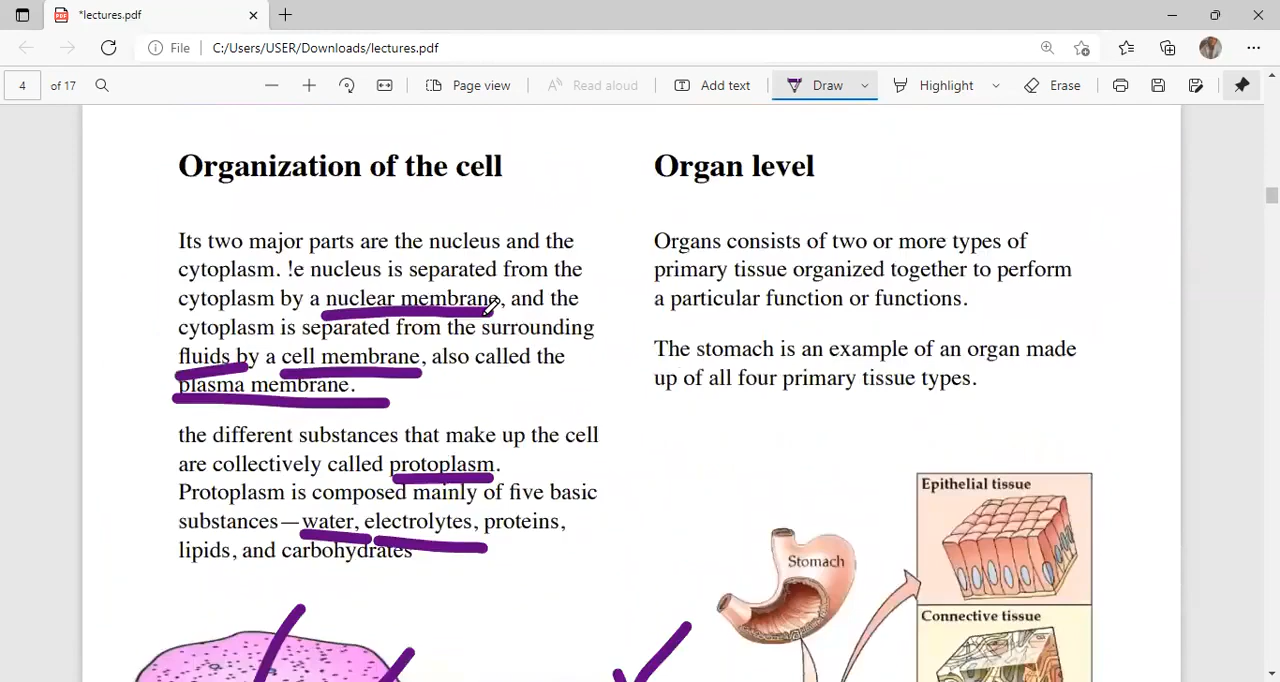 *lectures.pdf
File
C:/Users/USER/Downloads/lectures.pdf
4
of 17
Page view
Read aloud
Add text
Draw
Highlight
Erase
Organization of the cell
Its two major parts are the nucleus and the
cytoplasm. !e nucleus is separated from the
cytoplasm by a nuclear membrane, and the
cytoplasm is separated from the surrounding
fluids by a cell membrane, also called the
plasma membrane.
the different substances that make up the cell
are collectively called protoplasm.
Protoplasm is composed mainly of five basic
substances—water, electrolytes, proteins,
lipids, and carbohydrates
Organ level
Organs consists of two or more types of
primary tissue organized together to perform
a particular function or functions.
The stomach is an example of an organ made
up of all four primary tissue types.
Epithelial tissue
Stomach
Connective tissue